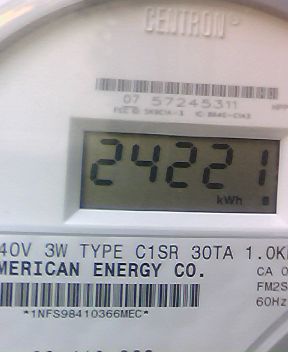 CENTRON®
07 57245311
24221
kWh
40V 3W TYPE C1SR 30TA 1.0K
MERICAN ENERGY CO.
CA 0
FM2S
60Hz
*1NFS98410366MEC*